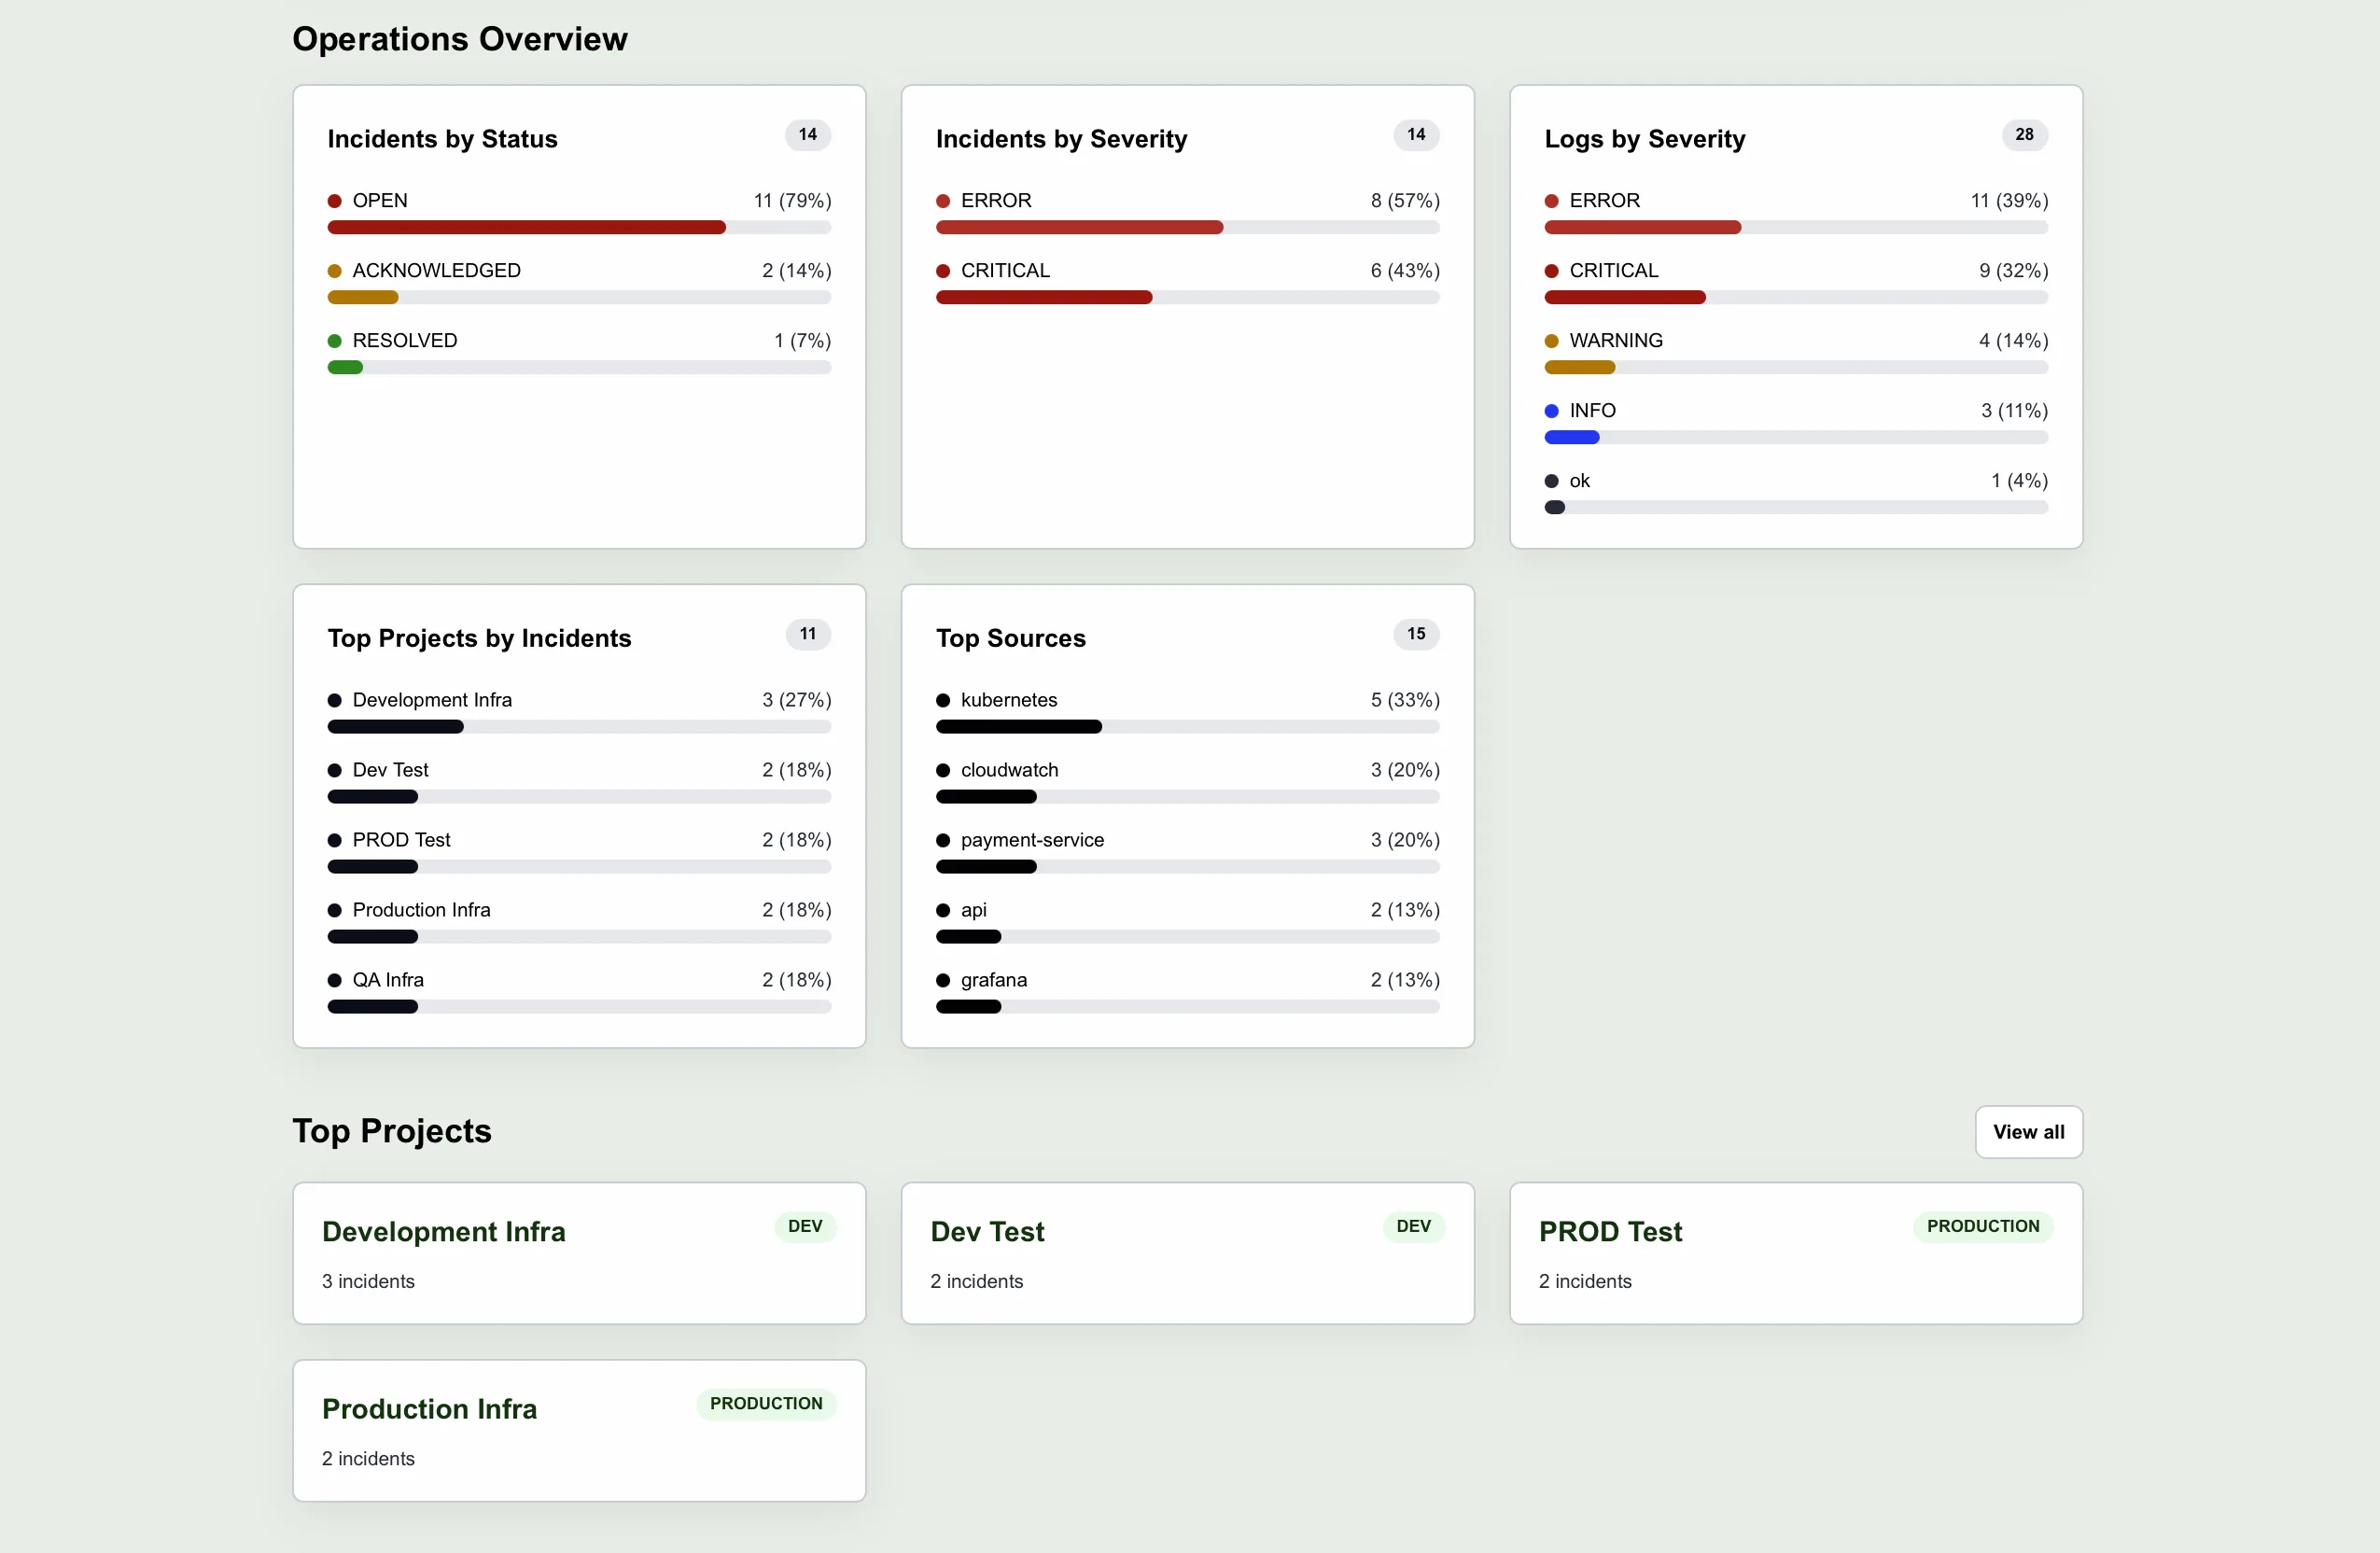 Operations Overview
Incidents by Status 14
OPEN 11 (79%)
ACKNOWLEDGED 2 (14%)
RESOLVED 1 (7%)
Incidents by Severity 14
ERROR 8 (57%)
CRITICAL 6 (43%)
Logs by Severity 28
ERROR 11 (39%)
CRITICAL 9 (32%)
WARNING 4 (14%)
INFO 3 (11%)
ok 1 (4%)
Top Projects by Incidents 11
Development Infra 3 (27%)
Dev Test 2 (18%)
PROD Test 2 (18%)
Production Infra 2 (18%)
QA Infra 2 (18%)
Top Sources 15
kubernetes 5 (33%)
cloudwatch 3 (20%)
payment-service 3 (20%)
api 2 (13%)
grafana 2 (13%)
Top Projects View all
Development Infra DEV
3 incidents
Dev Test DEV
2 incidents
PROD Test PRODUCTION
2 incidents
Production Infra PRODUCTION
2 incidents